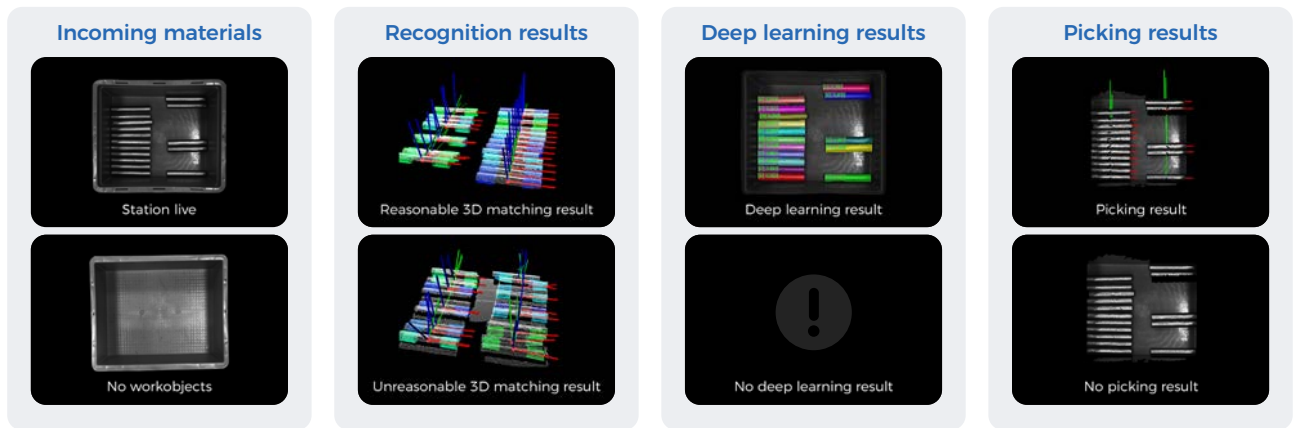 Incoming materials
Station live
No workobjects
Recognition results
Reasonable 3D matching result
Unreasonable 3D matching result
Deep learning results
Deep learning result
No deep learning result
Picking results
Picking result
No picking result